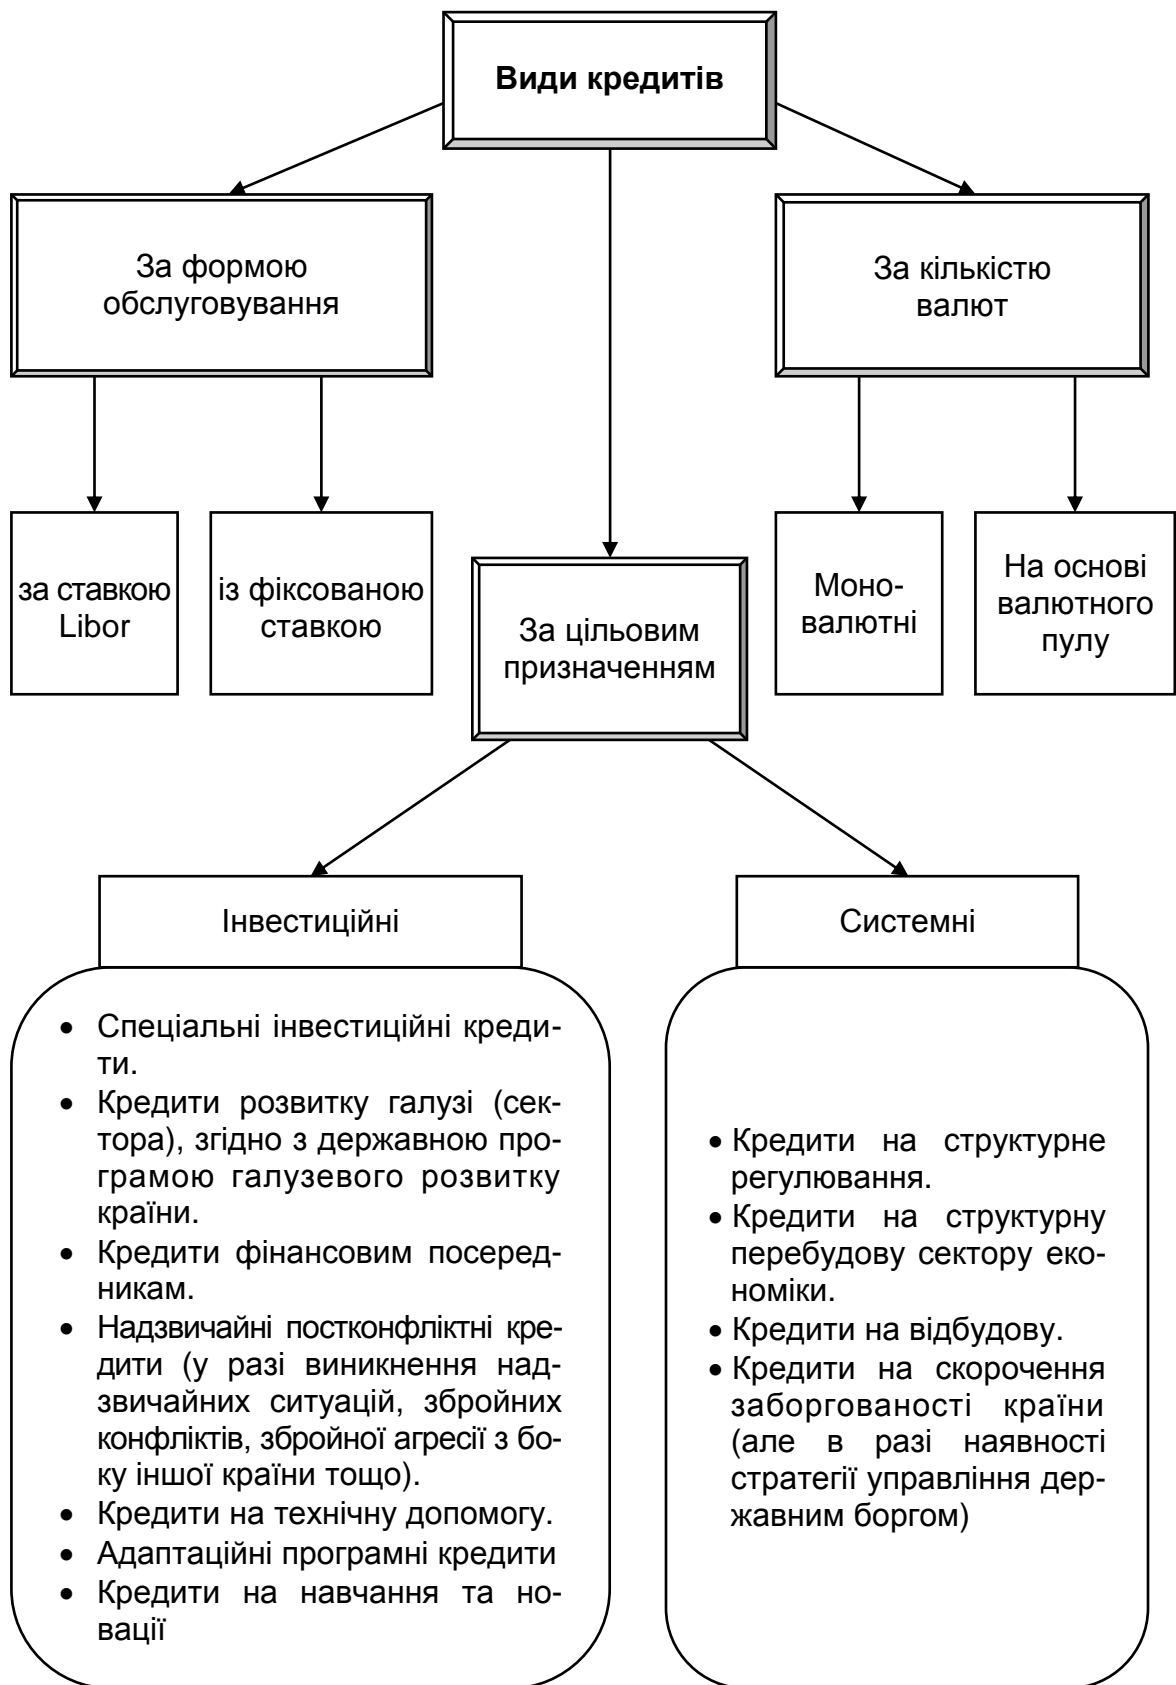 Види кредитів
За формою
обслуговування
За кількістю
валют
за ставкою
Libor
із фіксованою
ставкою
За цільовим
призначенням
Моно-
валютні
На основі
валютного
пулу
Інвестиційні
• Спеціальні інвестиційні креди-
ти.
• Кредити розвитку галузі (сек-
тора), згідно з державною про-
грамою галузевого розвитку
країни.
• Кредити фінансовим посеред-
никам.
• Надзвичайні постконфліктні кре-
дити (у разі виникнення над-
звичайних ситуацій, збройних
конфліктів, збройної агресії з бо-
ку іншої країни тощо).
• Кредити на технічну допомогу.
• Адаптаційні програмні кредити
• Кредити на навчання та но-
вації
Системні
• Кредити на структурне
регулювання.
• Кредити на структурну
перебудову сектору еко-
номіки.
• Кредити на відбудову.
• Кредити на скорочення
заборгованості країни
(але в разі наявності
стратегії управління дер-
жавним боргом)